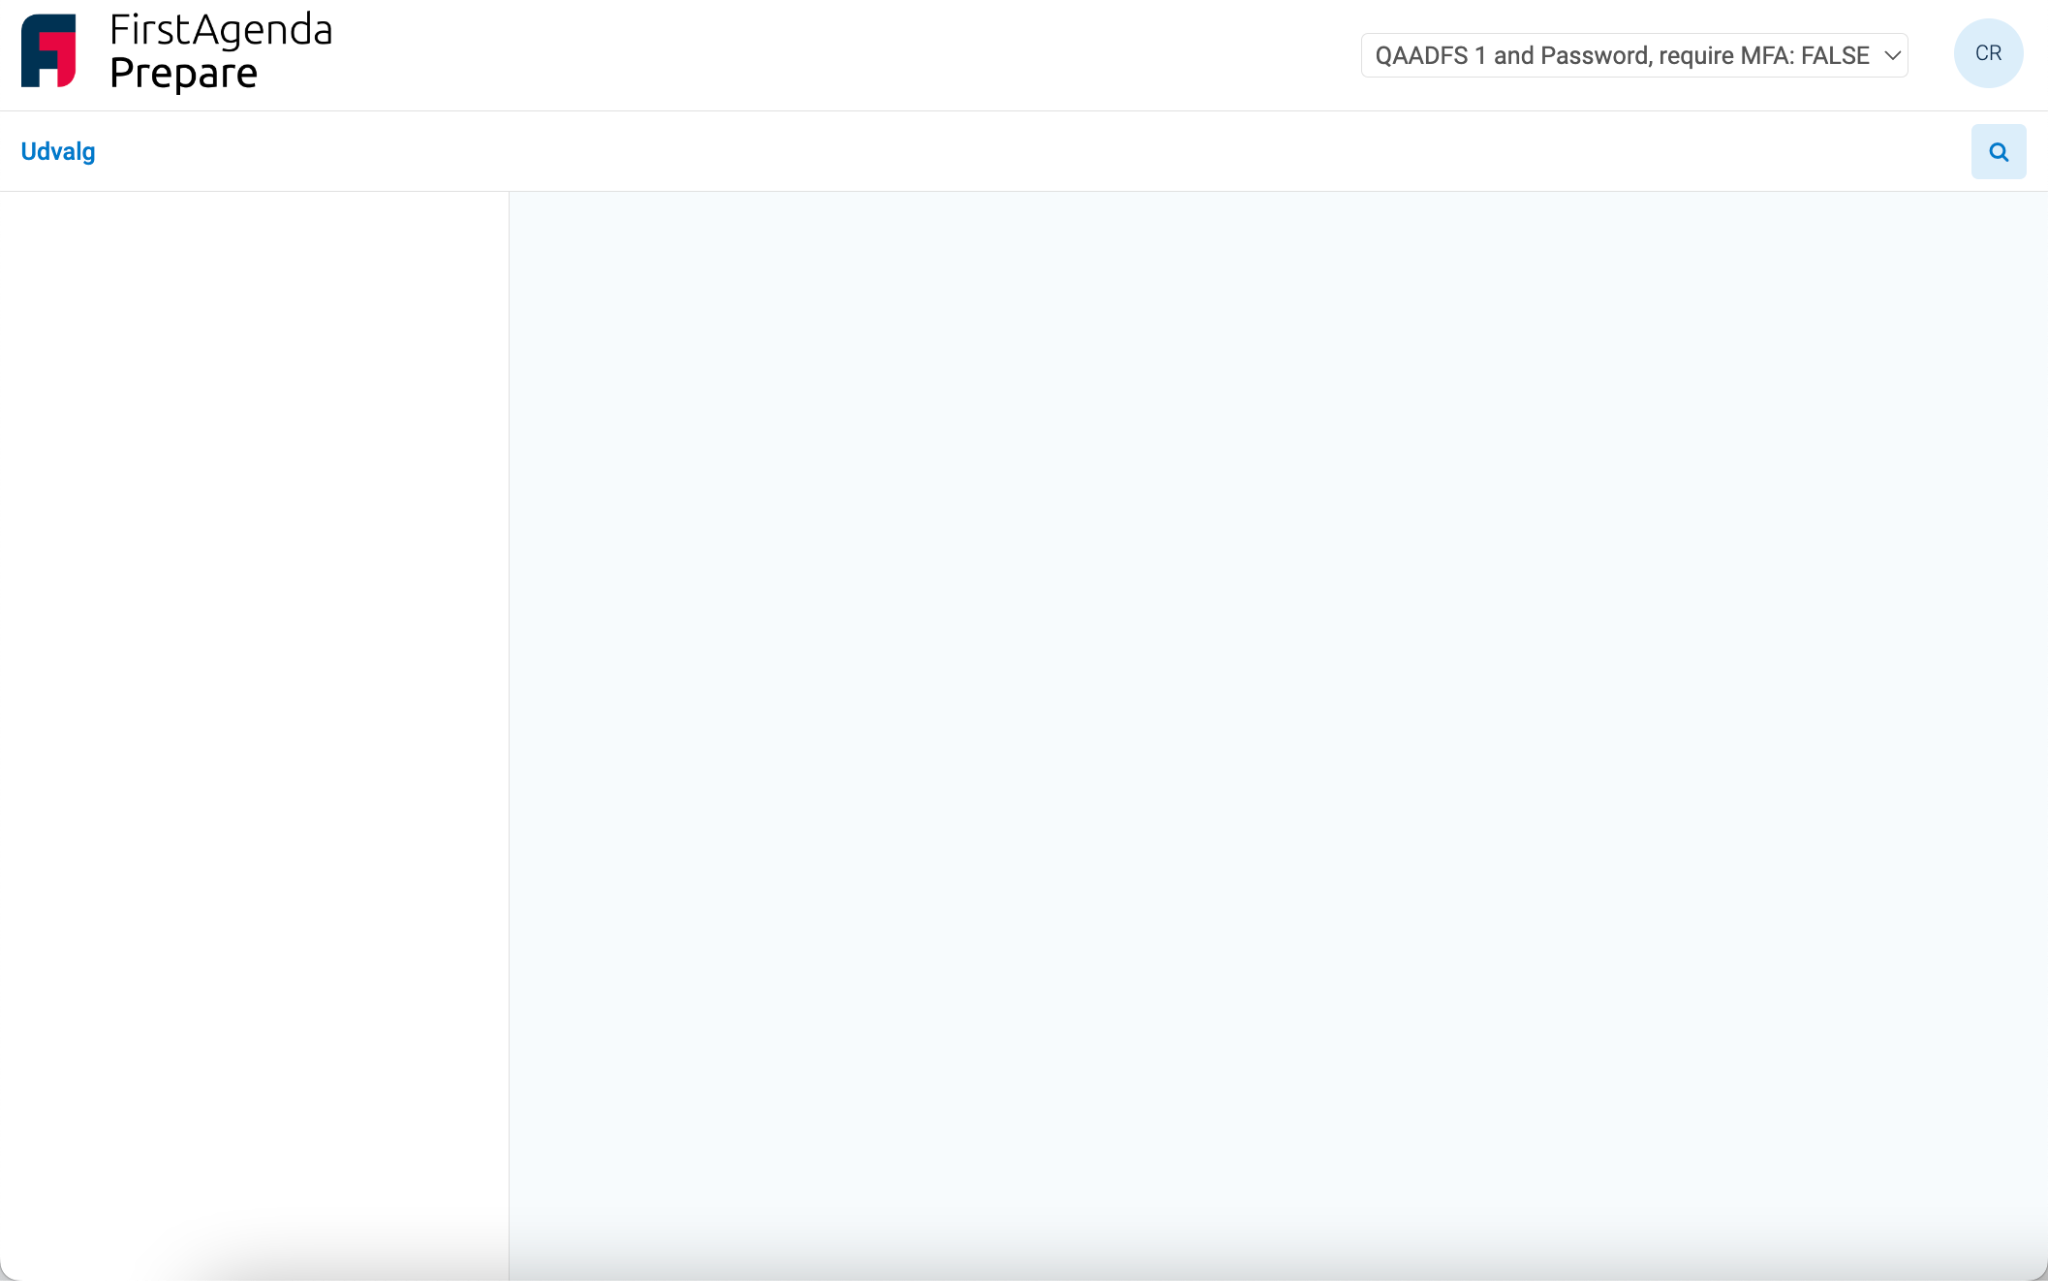 FirstAgenda
Prepare
QAADFS 1 and Password, require MFA: FALSE
CR
Udvalg